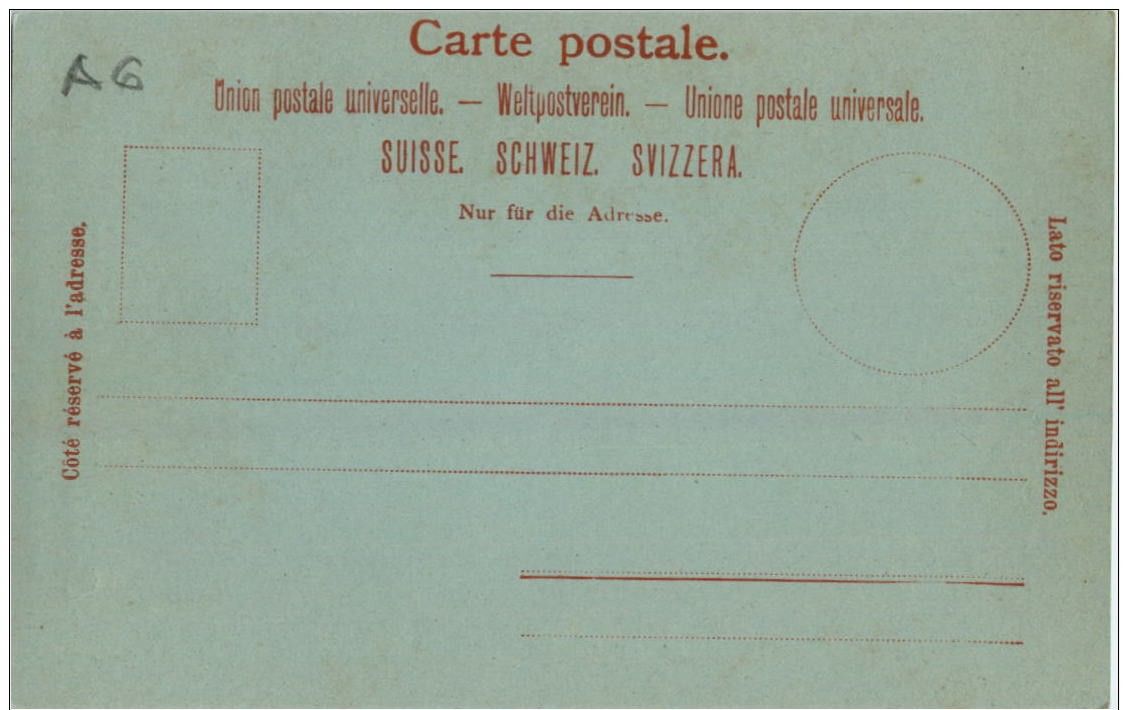 Carte postale.
A6
Union postale universelle. — Weltpostverein. — Unione postale universale.
SUISSE. SCHWEIZ. SVIZZERA.
Nur für die Adresse.
Côté réservé à l'adresse.
Lato riservato all' indirizzo.